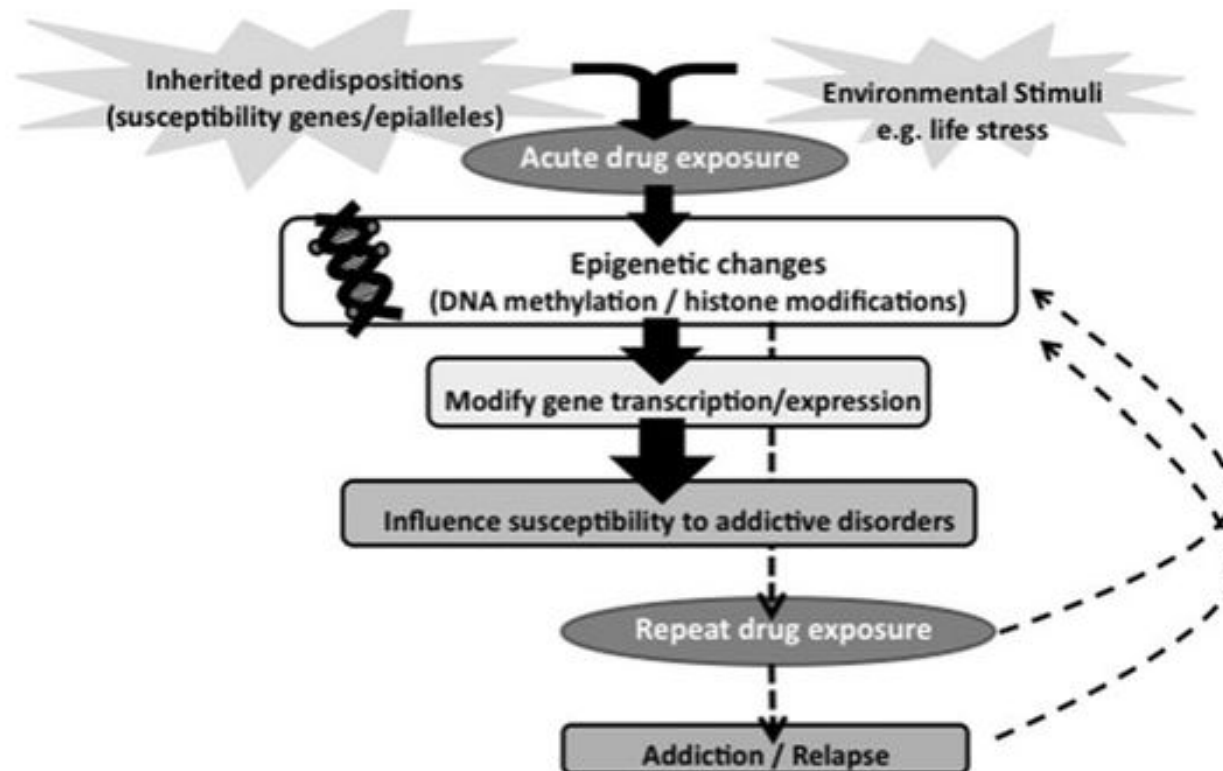 Inherited predispositions
(susceptibility genes/epialleles)
Environmental Stimuli
e.g. life stress
Acute drug exposure
Epigenetic changes
(DNA methylation / histone modifications)
Modify gene transcription/expression
Influence susceptibility to addictive disorders
Repeat drug exposure
Addiction / Relapse